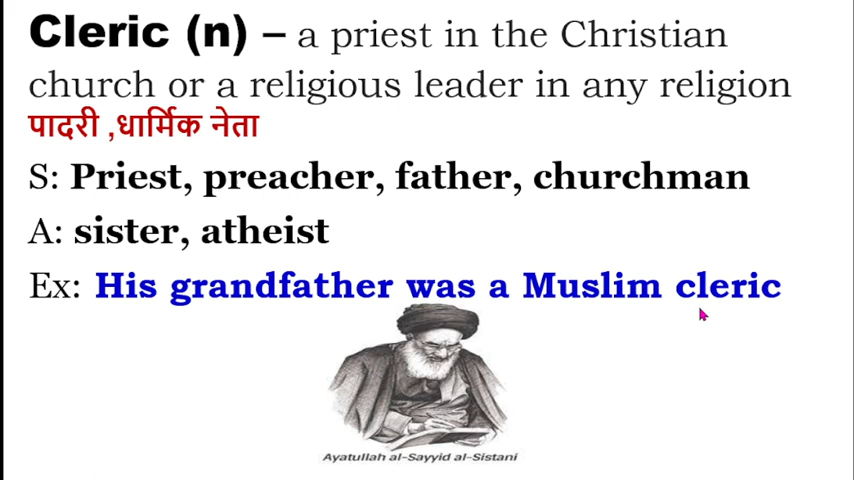 Cleric (n) – a priest in the Christian
church or a religious leader in any religion
पादरी ,धार्मिक नेता
S: Priest, preacher, father, churchman
A: sister, atheist
Ex: His grandfather was a Muslim cleric
Ayatullah al-Sayyid al-Sistani